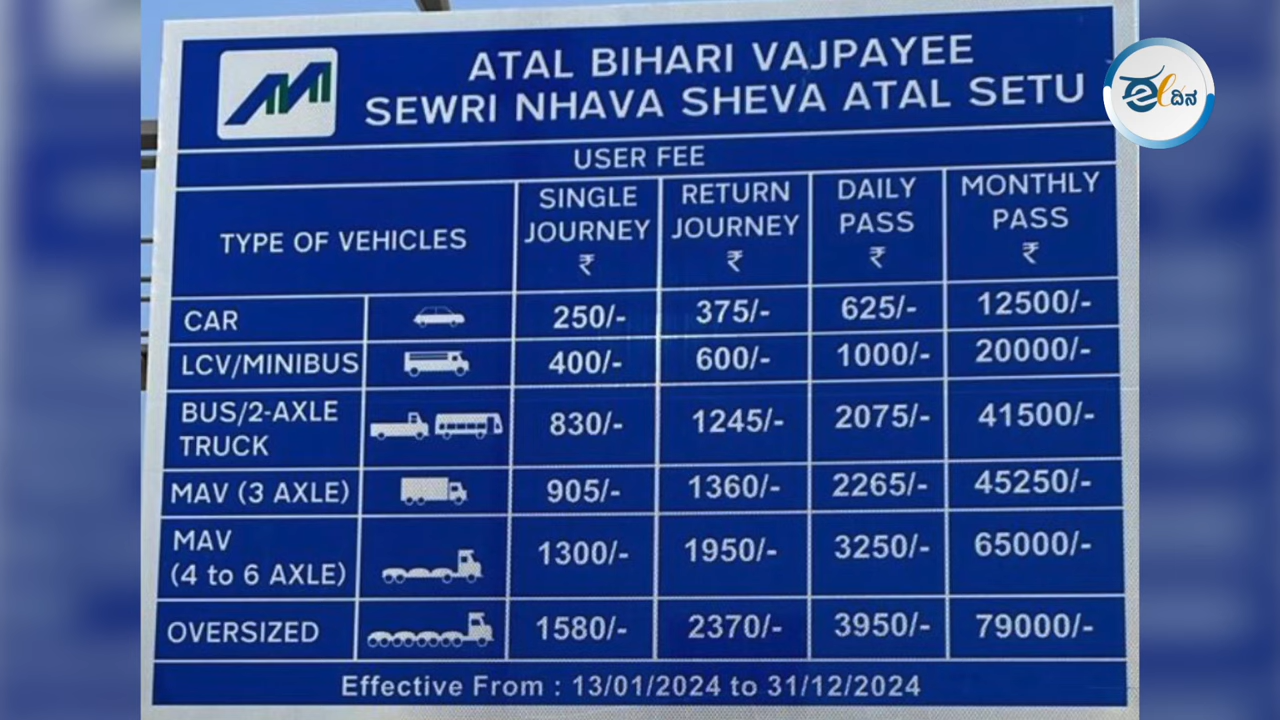 ATAL BIHARI VAJPAYEE
SEWRI NHAVA SHEVA ATAL SETU
ಈ ದಿನ
USER FEE
TYPE OF VEHICLES
SINGLE
JOURNEY
₹
RETURN
JOURNEY
₹
DAILY
PASS
₹
MONTHLY
PASS
₹
CAR 250/- 375/- 625/- 12500/-
LCV/MINIBUS 400/- 600/- 1000/- 20000/-
BUS/2-AXLE
TRUCK 830/- 1245/- 2075/- 41500/-
MAV (3 AXLE) 905/- 1360/- 2265/- 45250/-
MAV
(4 to 6 AXLE) 1300/- 1950/- 3250/- 65000/-
OVERSIZED 1580/- 2370/- 3950/- 79000/-
Effective From : 13/01/2024 to 31/12/2024